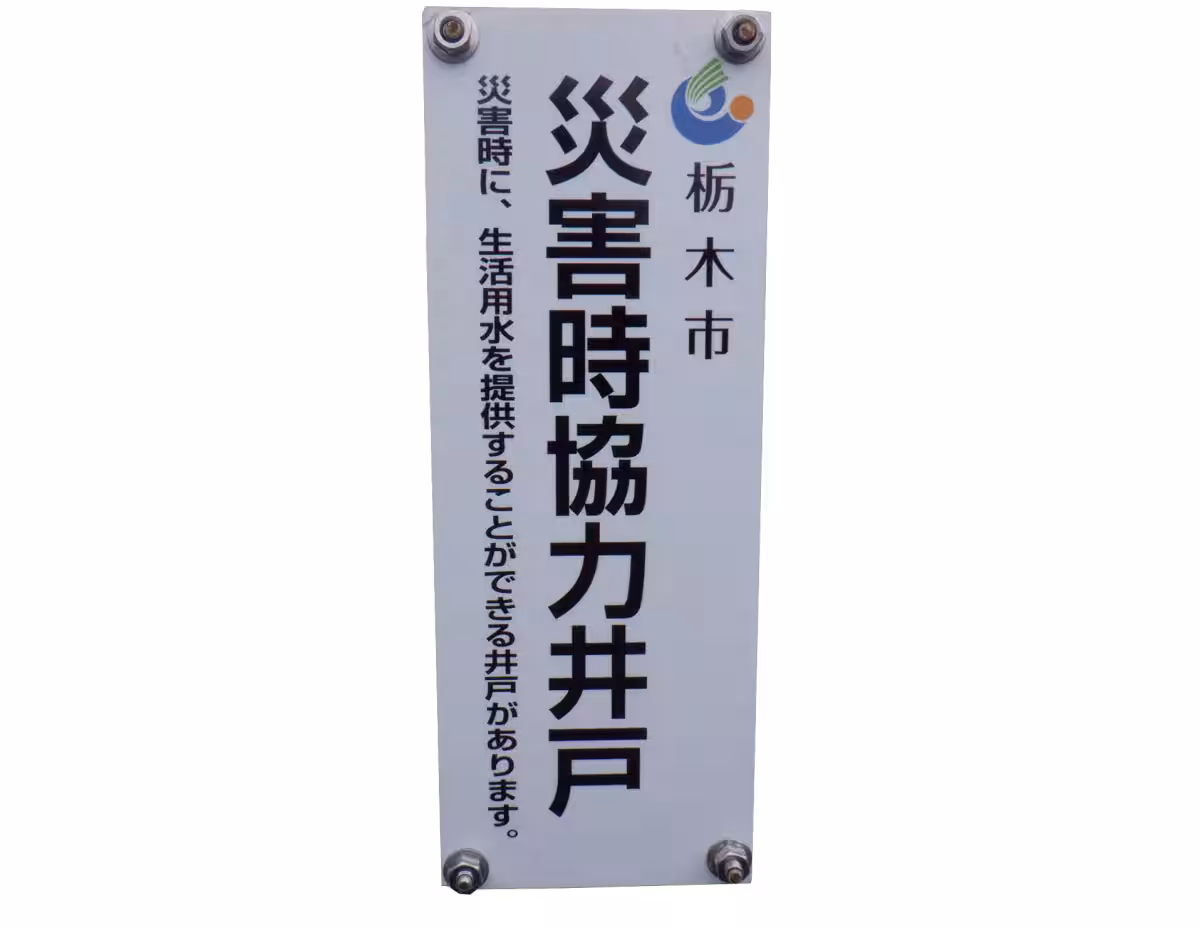 栃木市
災害時協力井戸
災害時に、生活用水を提供することができる井戸があります。